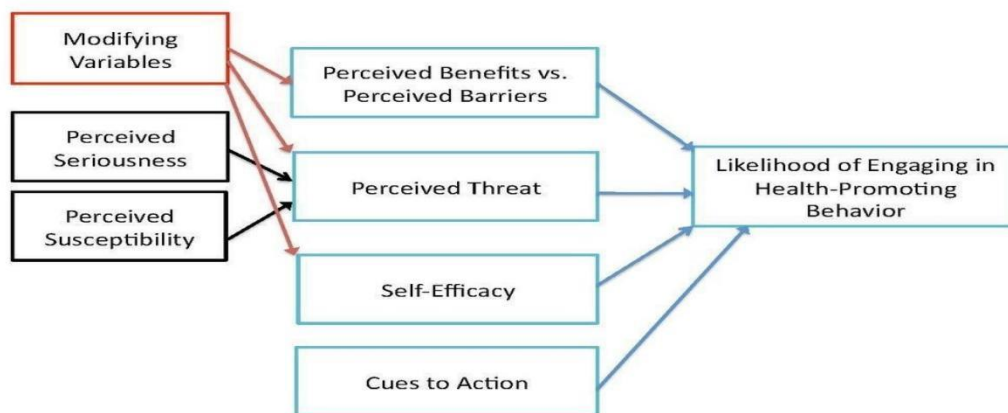 Modifying
Variables
Perceived
Seriousness
Perceived
Susceptibility
Perceived Benefits vs.
Perceived Barriers
Perceived Threat
Self-Efficacy
Cues to Action
Likelihood of Engaging in
Health-Promoting
Behavior